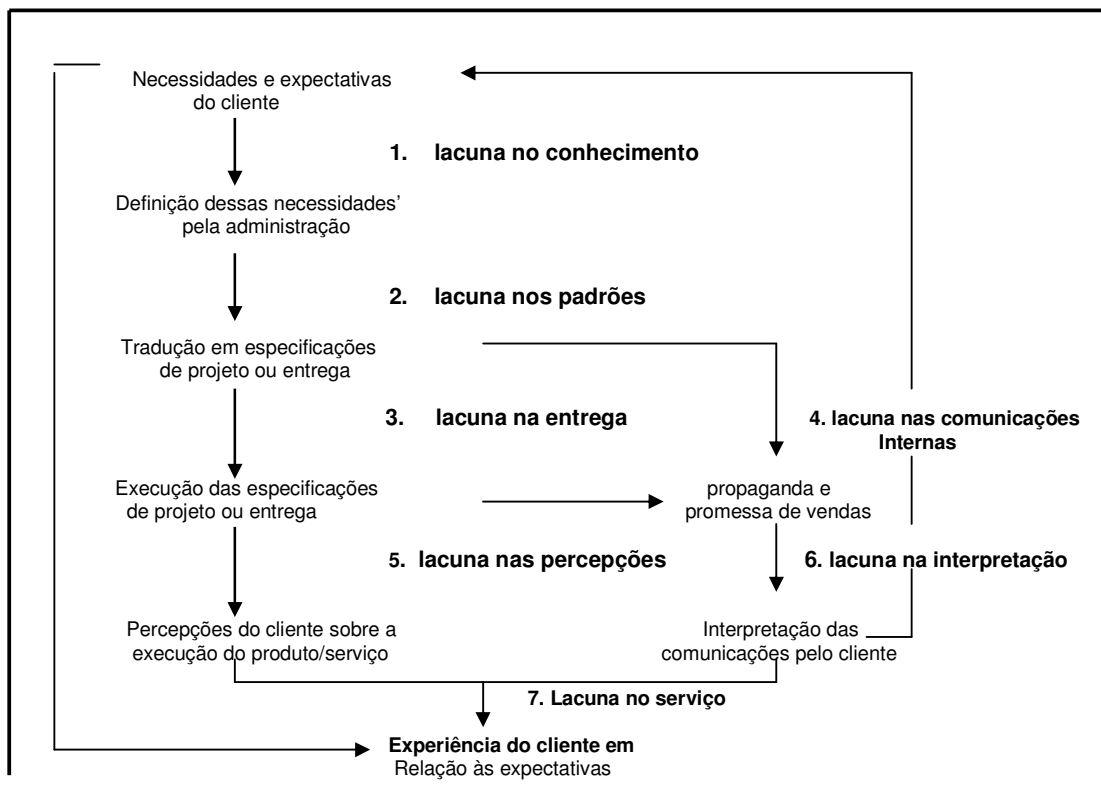 Necessidades e expectativas
do cliente
1. lacuna no conhecimento
Definição dessas necessidades’
pela administração
2. lacuna nos padrões
Tradução em especificações
de projeto ou entrega
3. lacuna na entrega
4. lacuna nas comunicações
Internas
Execução das especificações
de projeto ou entrega
propaganda e
promessa de vendas
5. lacuna nas percepções
6. lacuna na interpretação
Percepções do cliente sobre a
execução do produto/serviço
Interpretação das
comunicações pelo cliente
7. Lacuna no serviço
Experiência do cliente em
Relação às expectativas